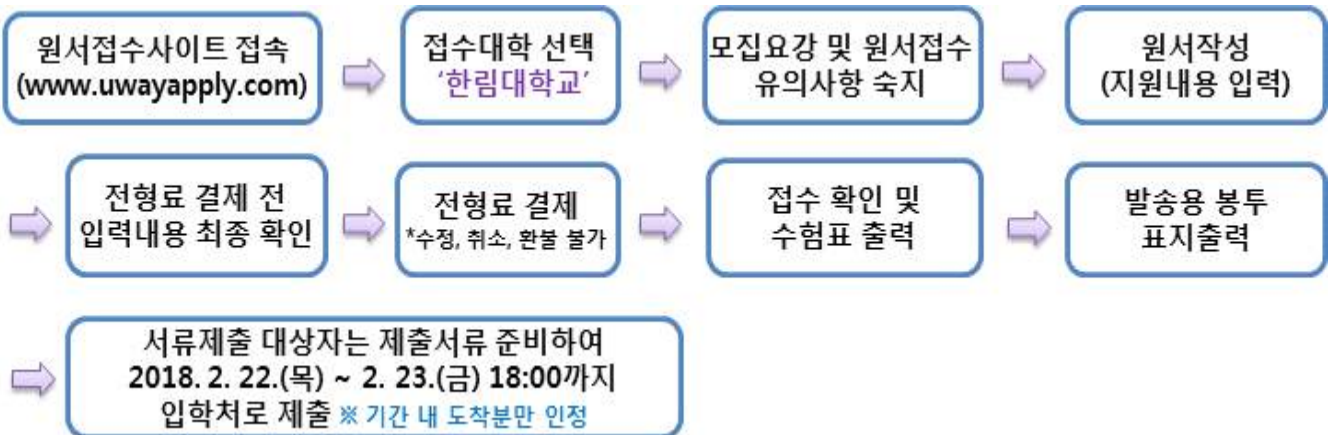 원서접수사이트 접속
(www.uwayapply.com)
접수대학 선택
‘한림대학교’
모집요강 및 원서접수
유의사항 숙지
원서작성
(지원내용 입력)
전형료 결제 전
입력내용 최종 확인
전형료 결제
*수정, 취소, 환불 불가
접수 확인 및
수험표 출력
발송용 봉투
표지출력
서류제출 대상자는 제출서류 준비하여
2018. 2. 22.(목) ~ 2. 23.(금) 18:00까지
입학처로 제출 ※ 기간 내 도착분만 인정